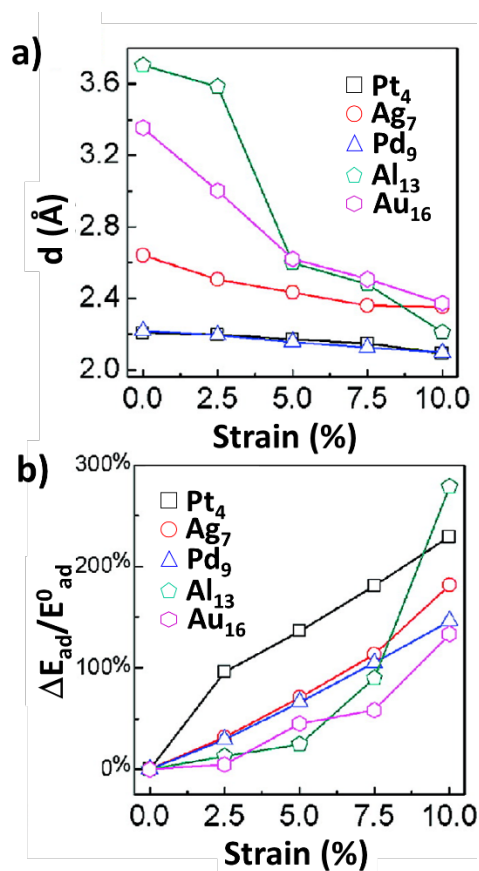 a)
d (Å)
3.6
3.2
2.8
2.4
2.0
Pt₄
Ag₇
Pd₉
Al₁₃
Au₁₆
0.0 2.5 5.0 7.5 10.0
Strain (%)
b)
ΔE_ad/E⁰_ad
300%
200%
100%
0%
Pt₄
Ag₇
Pd₉
Al₁₃
Au₁₆
0.0 2.5 5.0 7.5 10.0
Strain (%)